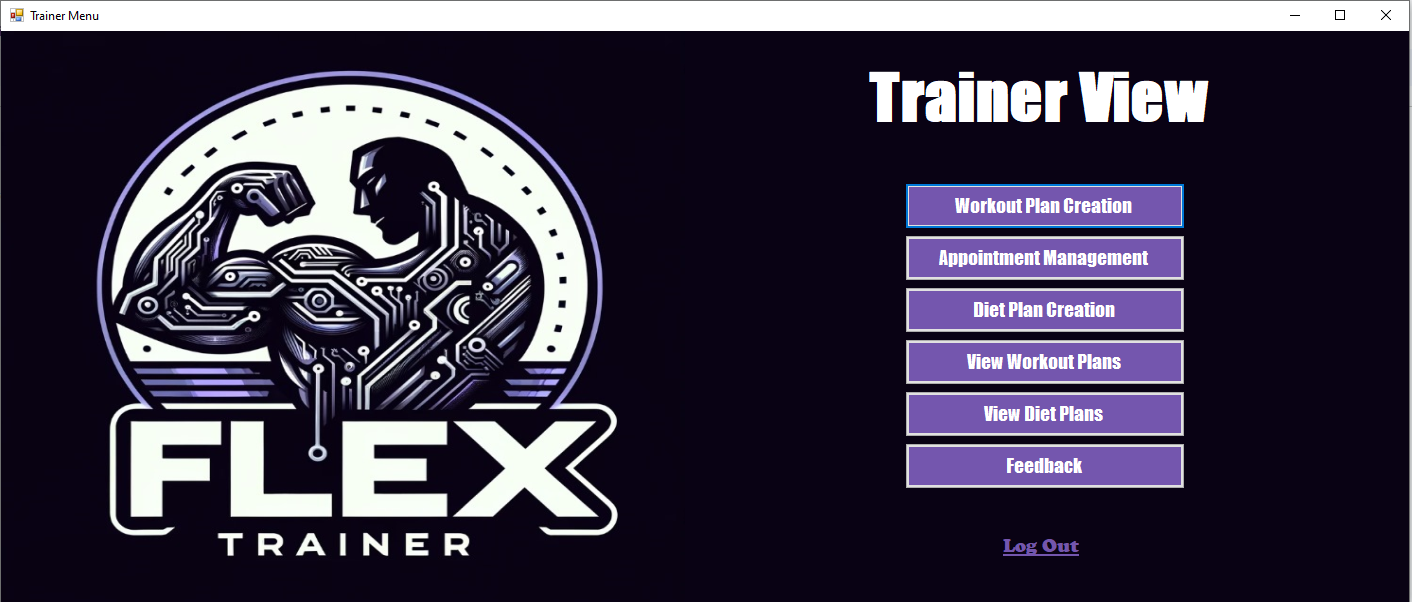 Trainer Menu
Trainer View
Workout Plan Creation
Appointment Management
Diet Plan Creation
View Workout Plans
View Diet Plans
Feedback
Log Out
FLEX
TRAINER